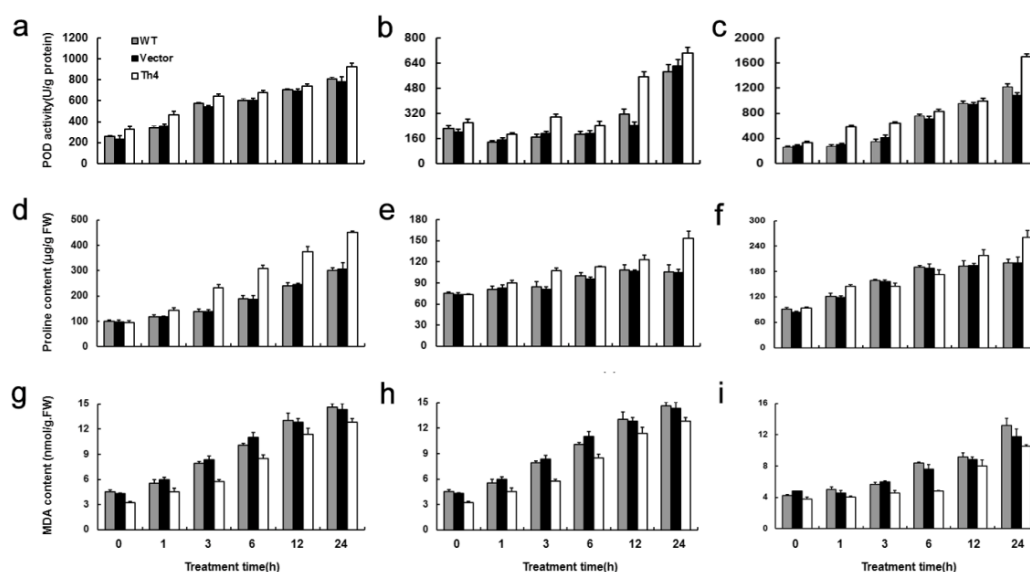 a
POD activity(U/g protein)
1200
1000
800
600
400
200
0
WT
Vector
Th4
b
800
640
320
160
0
c
2000
1600
1200
800
400
0
d
Proline content (μg/g FW)
500
400
300
200
100
0
e
180
150
120
90
60
30
0
f
300
240
180
120
60
0
g
MDA content (nmol/g.FW)
15
12
9
6
3
0
0 1 3 6 12 24
Treatment time(h)
h
15
12
9
6
3
0
0 1 3 6 12 24
Treatment time(h)
i
16
12
8
4
0
0 1 3 6 12 24
Treatment time(h)